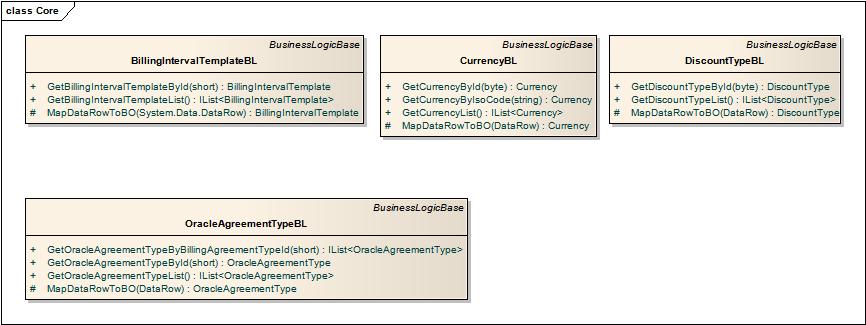 class Core
BusinessLogicBase
BillingIntervalTemplateBL
+ GetBillingIntervalTemplateById(short) : BillingIntervalTemplate
+ GetBillingIntervalTemplateList() : IList<BillingIntervalTemplate>
# MapDataRowToBO(System.Data.DataRow) : BillingIntervalTemplate
BusinessLogicBase
CurrencyBL
+ GetCurrencyById(byte) : Currency
+ GetCurrencyByIsoCode(string) : Currency
+ GetCurrencyList() : IList<Currency>
# MapDataRowToBO(DataRow) : Currency
BusinessLogicBase
DiscountTypeBL
+ GetDiscountTypeById(byte) : DiscountType
+ GetDiscountTypeList() : IList<DiscountType>
# MapDataRowToBO(DataRow) : DiscountType
BusinessLogicBase
OracleAgreementTypeBL
+ GetOracleAgreementTypeByBillingAgreementTypeId(short) : IList<OracleAgreementType>
+ GetOracleAgreementTypeById(short) : OracleAgreementType
+ GetOracleAgreementTypeList() : IList<OracleAgreementType>
# MapDataRowToBO(DataRow) : OracleAgreementType